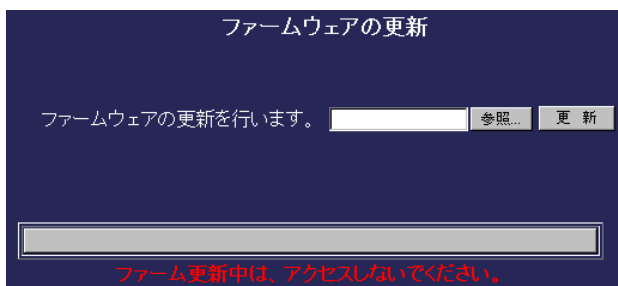 ファームウェアの更新
ファームウェアの更新を行います。 参照... 更 新
ファーム更新中は、アクセスしないでください。